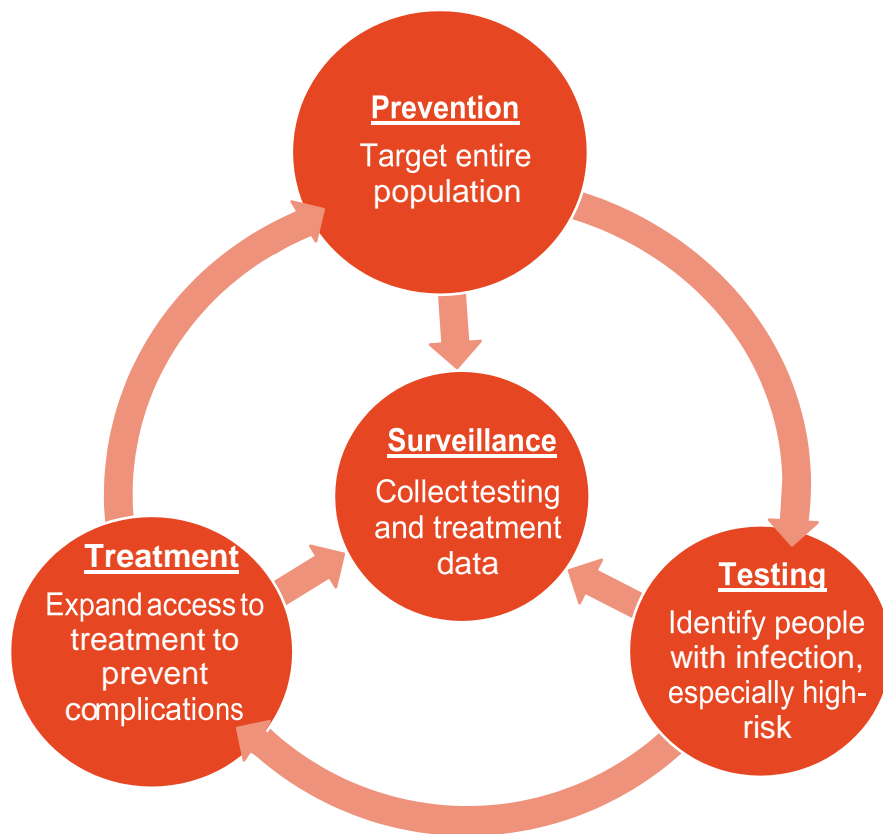 Prevention
Target entire
population
Surveillance
Collect testing
and treatment
data
Treatment
Expand access to
treatment to
prevent
complications
Testing
Identify people
with infection,
especially high-
risk